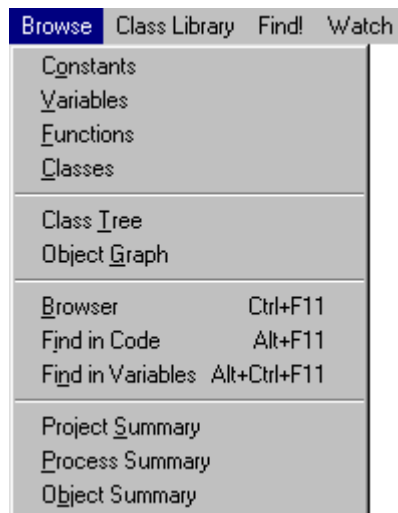 Browse Class Library Find! Watch
Constants
Variables
Functions
Classes
Class Tree
Object Graph
Browser Ctrl+F11
Find in Code Alt+F11
Find in Variables Alt+Ctrl+F11
Project Summary
Process Summary
Object Summary